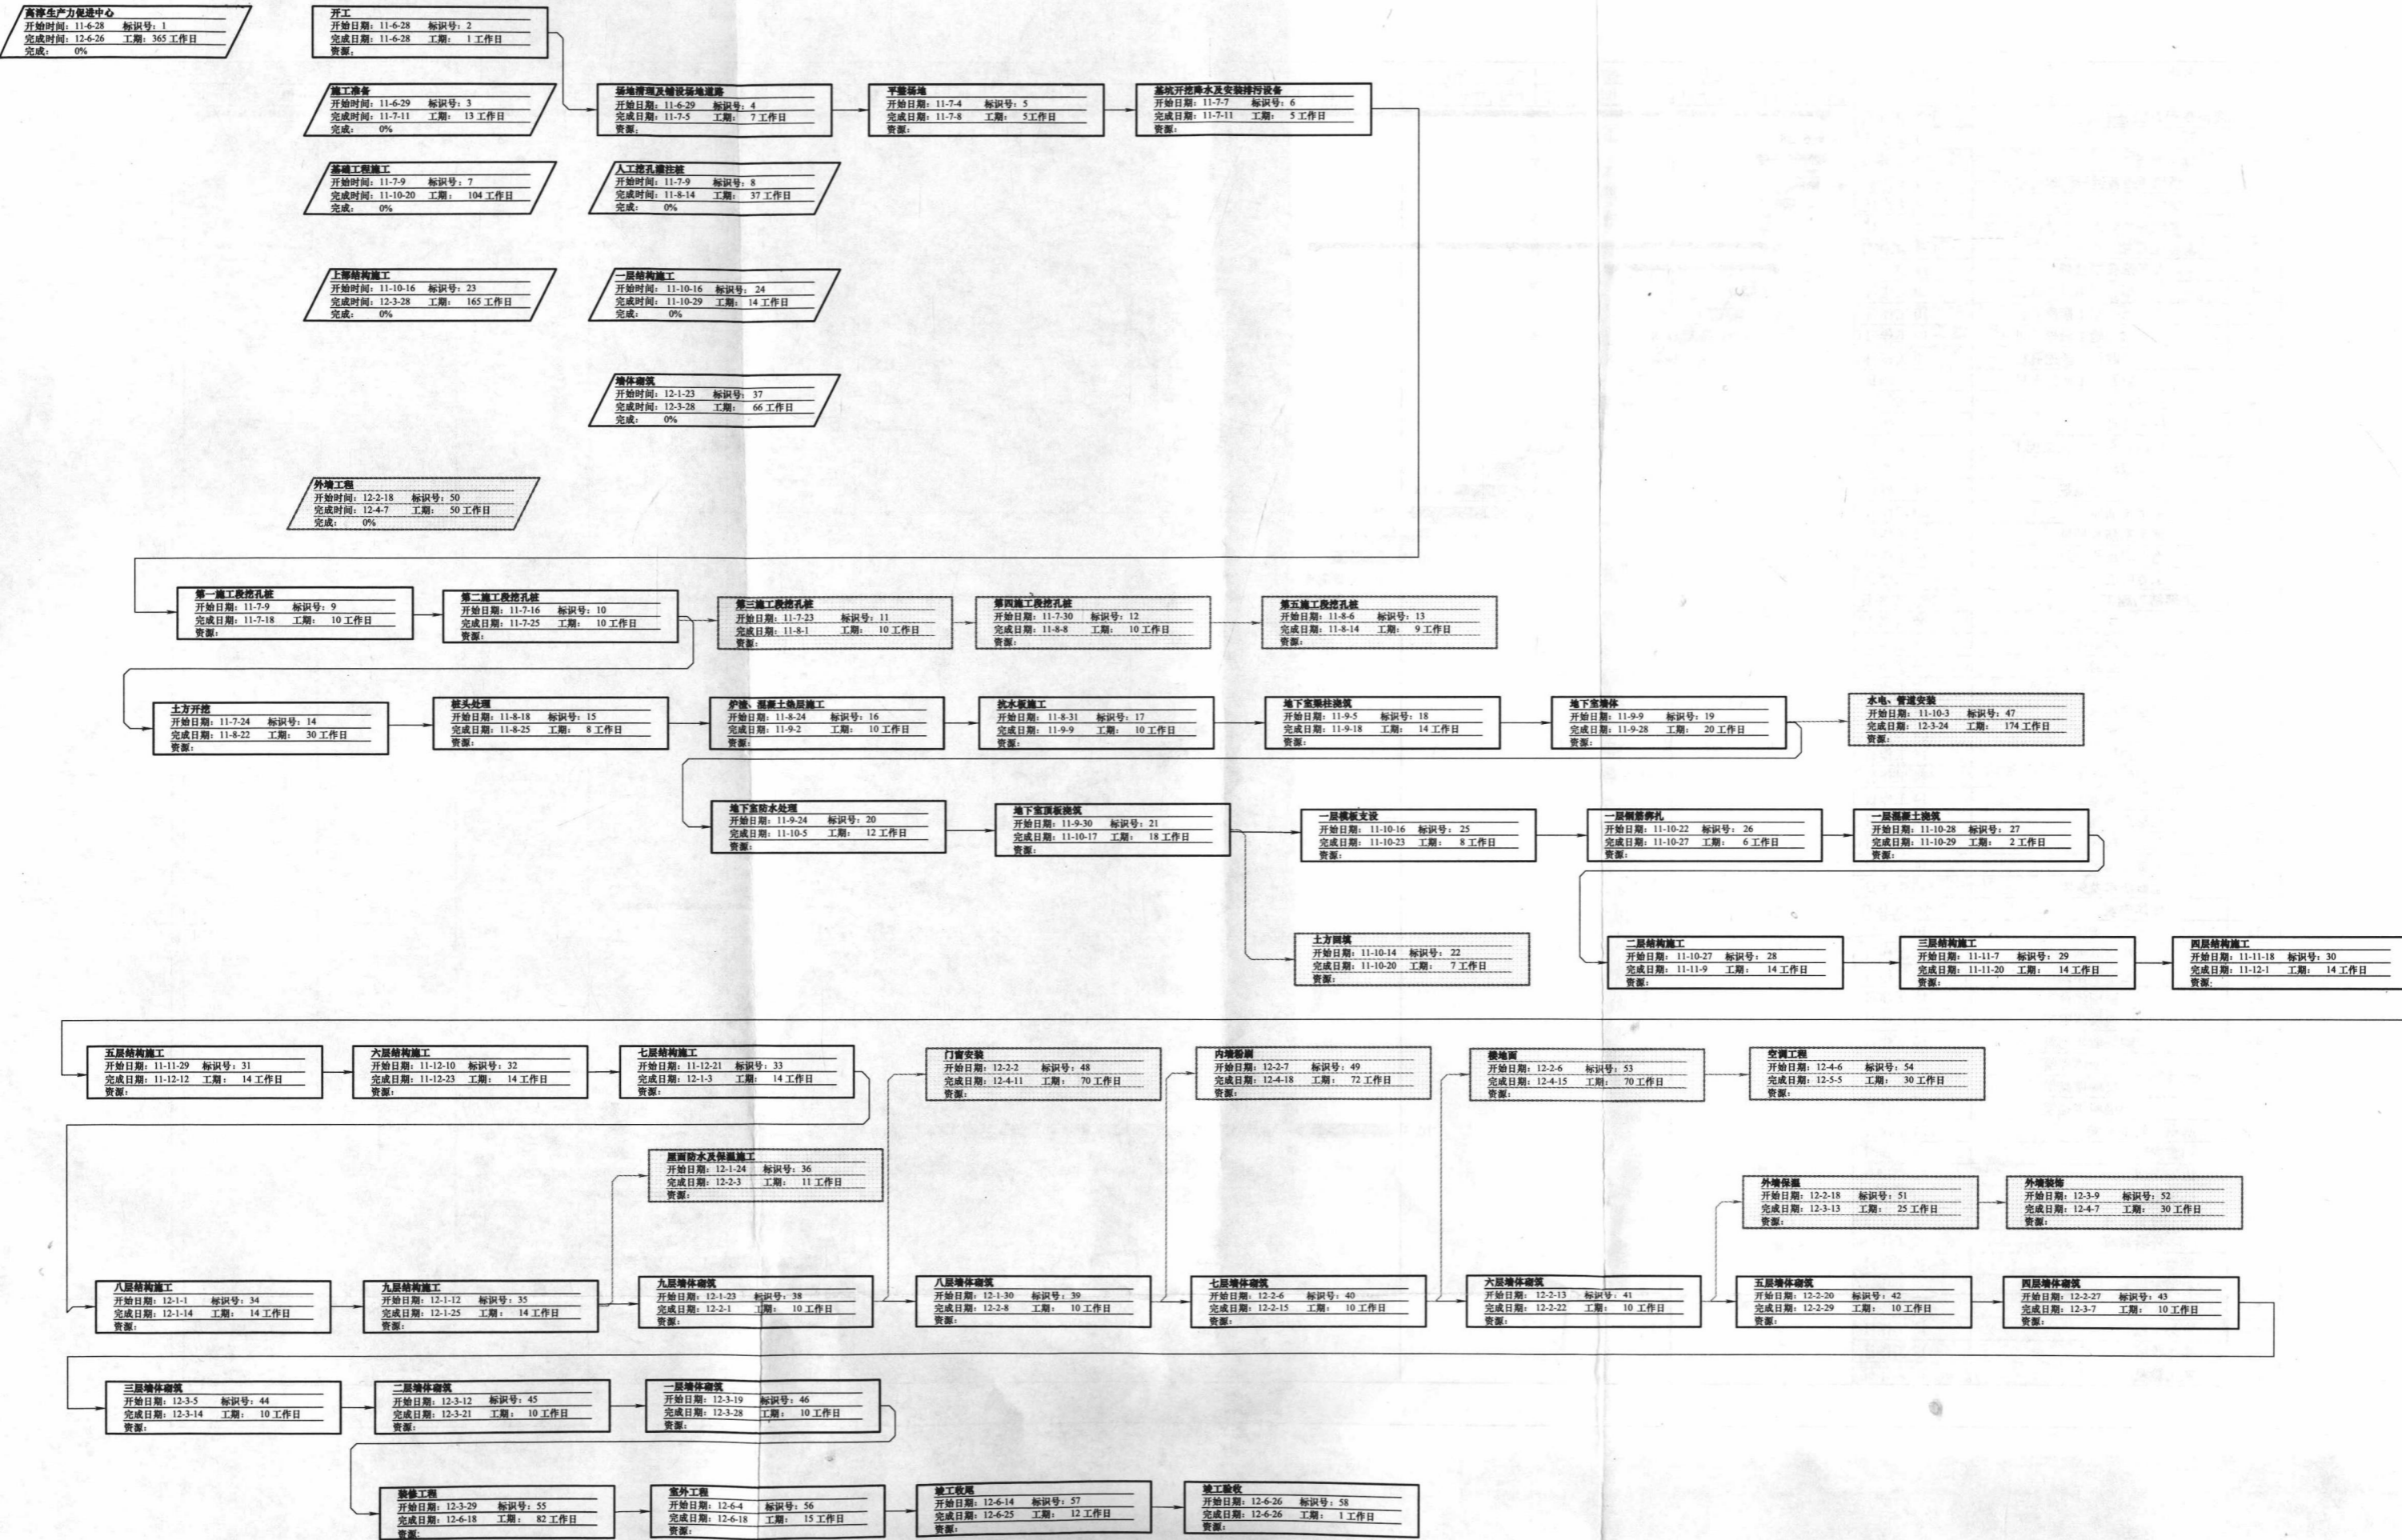 高淳生产力促进中心
开始时间：11-6-28 标识号：1
完成时间：12-6-26 工期：365 工作日
完成： 0%
开工
开始日期：11-6-28 标识号：2
完成日期：11-6-28 工期： 1 工作日
资源：
施工准备
开始时间：11-6-29 标识号：3
完成时间：11-7-11 工期： 13 工作日
完成： 0%
场地清理及铺设场地道路
开始日期：11-6-29 标识号：4
完成日期：11-7-5 工期： 7 工作日
资源：
平整场地
开始日期：11-7-4 标识号：5
完成日期：11-7-8 工期： 5工作日
资源：
基坑开挖降水及安装排污设备
开始日期：11-7-7 标识号：6
完成日期：11-7-11 工期： 5 工作日
资源：
基础工程施工
开始时间：11-7-9 标识号：7
完成时间：11-10-20 工期： 104 工作日
完成： 0%
人工挖孔灌注桩
开始时间：11-7-9 标识号：8
完成时间：11-8-14 工期： 37 工作日
完成： 0%
上部结构施工
开始时间：11-10-16 标识号：23
完成时间：12-3-28 工期： 165 工作日
完成： 0%
一层结构施工
开始时间：11-10-16 标识号：24
完成时间：11-10-29 工期：14 工作日
完成： 0%
墙体砌筑
开始时间：12-1-23 标识号：37
完成时间：12-3-28 工期： 66 工作日
完成： 0%
外墙工程
开始时间：12-2-18 标识号：50
完成时间：12-4-7 工期： 50 工作日
完成： 0%
第一施工段挖孔桩
开始日期：11-7-9 标识号：9
完成日期：11-7-18 工期： 10 工作日
资源：
第二施工段挖孔桩
开始日期：11-7-16 标识号：10
完成日期：11-7-25 工期： 10 工作日
资源：
第三施工段挖孔桩
开始日期：11-7-23 标识号：11
完成日期：11-8-1 工期： 10 工作日
资源：
第四施工段挖孔桩
开始日期：11-7-30 标识号：12
完成日期：11-8-8 工期： 10 工作日
资源：
第五施工段挖孔桩
开始日期：11-8-6 标识号：13
完成日期：11-8-14 工期： 9 工作日
资源：
土方开挖
开始日期：11-7-24 标识号：14
完成日期：11-8-22 工期： 30 工作日
资源：
桩头处理
开始日期：11-8-18 标识号：15
完成日期：11-8-25 工期： 8 工作日
资源：
炉渣、混凝土垫层施工
开始日期：11-8-24 标识号：16
完成日期：11-9-2 工期： 10 工作日
资源：
抗水板施工
开始日期：11-8-31 标识号：17
完成日期：11-9-9 工期： 10 工作日
资源：
地下室梁柱浇筑
开始日期：11-9-5 标识号：18
完成日期：11-9-18 工期： 14 工作日
资源：
地下室墙体
开始日期：11-9-9 标识号：19
完成日期：11-9-28 工期： 20 工作日
资源：
水电、管道安装
开始日期：11-10-3 标识号：47
完成日期：12-3-24 工期： 174 工作日
资源：
地下室防水处理
开始日期：11-9-24 标识号：20
完成日期：11-10-5 工期： 12 工作日
资源：
地下室顶板浇筑
开始日期：11-9-30 标识号：21
完成日期：11-10-17 工期： 18 工作日
资源：
一层模板支设
开始日期：11-10-16 标识号：25
完成日期：11-10-23 工期： 8 工作日
资源：
一层钢筋绑扎
开始日期：11-10-22 标识号：26
完成日期：11-10-27 工期： 6 工作日
资源：
一层混凝土浇筑
开始日期：11-10-28 标识号：27
完成日期：11-10-29 工期： 2 工作日
资源：
土方回填
开始日期：11-10-14 标识号：22
完成日期：11-10-20 工期： 7 工作日
资源：
二层结构施工
开始日期：11-10-27 标识号：28
完成日期：11-11-9 工期： 14 工作日
资源：
三层结构施工
开始日期：11-11-7 标识号：29
完成日期：11-11-20 工期： 14 工作日
资源：
四层结构施工
开始日期：11-11-18 标识号：30
完成日期：11-12-1 工期： 14 工作日
资源：
五层结构施工
开始日期：11-11-29 标识号：31
完成日期：11-12-12 工期： 14 工作日
资源：
六层结构施工
开始日期：11-12-10 标识号：32
完成日期：11-12-23 工期： 14 工作日
资源：
七层结构施工
开始日期：11-12-21 标识号：33
完成日期：12-1-3 工期： 14 工作日
资源：
门窗安装
开始日期：12-2-2 标识号：48
完成日期：12-4-11 工期： 70 工作日
资源：
内墙粉刷
开始日期：12-2-7 标识号：49
完成日期：12-4-18 工期： 72 工作日
资源：
楼地面
开始日期：12-2-6 标识号：53
完成日期：12-4-15 工期： 70 工作日
资源：
空调工程
开始日期：12-4-6 标识号：54
完成日期：12-5-5 工期： 30 工作日
资源：
屋面防水及保温施工
开始日期：12-1-24 标识号：36
完成日期：12-2-3 工期： 11 工作日
资源：
外墙保温
开始日期：12-2-18 标识号：51
完成日期：12-3-13 工期： 25 工作日
资源：
外墙装饰
开始日期：12-3-9 标识号：52
完成日期：12-4-7 工期： 30 工作日
资源：
八层结构施工
开始日期：12-1-1 标识号：34
完成日期：12-1-14 工期： 14 工作日
资源：
九层结构施工
开始日期：12-1-12 标识号：35
完成日期：12-1-25 工期： 14 工作日
资源：
九层墙体砌筑
开始日期：12-1-23 标识号：38
完成日期：12-2-1 工期： 10 工作日
资源：
八层墙体砌筑
开始日期：12-1-30 标识号：39
完成日期：12-2-8 工期： 10 工作日
资源：
七层墙体砌筑
开始日期：12-2-6 标识号：40
完成日期：12-2-15 工期： 10 工作日
资源：
六层墙体砌筑
开始日期：12-2-13 标识号：41
完成日期：12-2-22 工期： 10 工作日
资源：
五层墙体砌筑
开始日期：12-2-20 标识号：42
完成日期：12-2-29 工期： 10 工作日
资源：
四层墙体砌筑
开始日期：12-2-27 标识号：43
完成日期：12-3-7 工期： 10 工作日
资源：
三层墙体砌筑
开始日期：12-3-5 标识号：44
完成日期：12-3-14 工期： 10 工作日
资源：
二层墙体砌筑
开始日期：12-3-12 标识号：45
完成日期：12-3-21 工期： 10 工作日
资源：
一层墙体砌筑
开始日期：12-3-19 标识号：46
完成日期：12-3-28 工期： 10 工作日
资源：
装修工程
开始日期：12-3-29 标识号：55
完成日期：12-6-18 工期： 82 工作日
资源：
室外工程
开始日期：12-6-4 标识号：56
完成日期：12-6-18 工期： 15 工作日
资源：
竣工收尾
开始日期：12-6-14 标识号：57
完成日期：12-6-25 工期： 12 工作日
资源：
竣工验收
开始日期：12-6-26 标识号：58
完成日期：12-6-26 工期： 1 工作日
资源：